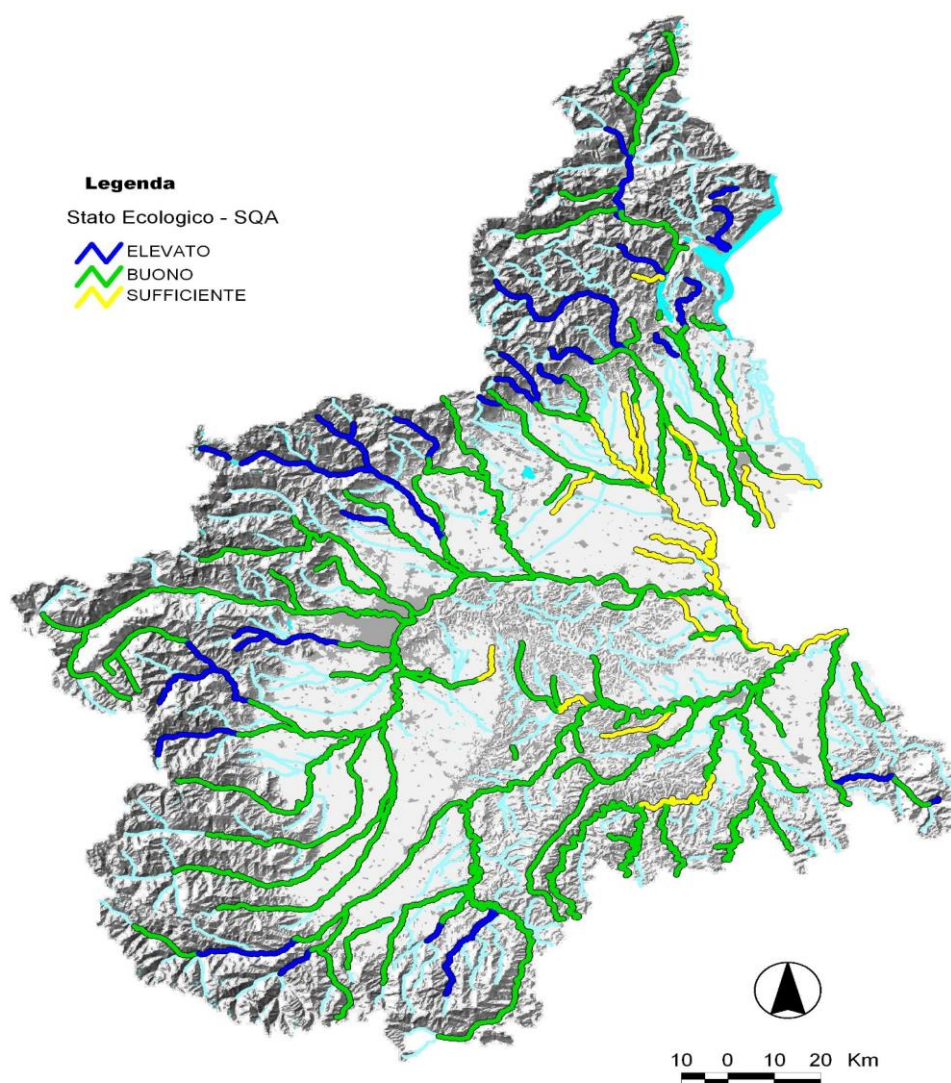 Legenda
Stato Ecologico - SQA
ELEVATO
BUONO
SUFFICIENTE
10 0 10 20 Km